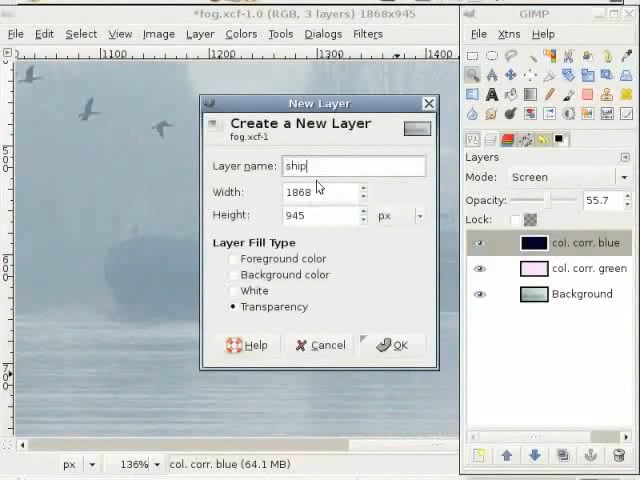 *fog.xcf-1.0 (RGB, 3 layers) 1868x945
File Edit Select View Image Layer Colors Tools Dialogs Filters
1100 1200 1300 1400
500
600
700
New Layer
Create a New Layer
fog.xcf-1
Layer name: ship
Width: 1868
Height: 945 px
Layer Fill Type
Foreground color
Background color
White
Transparency
Help Cancel OK
px 136% col. corr. blue (64.1 MB)
GIMP
File Xtns Help
Layers
Mode: Screen
Opacity: 55.7
Lock:
col. corr. blue
col. corr. green
Background